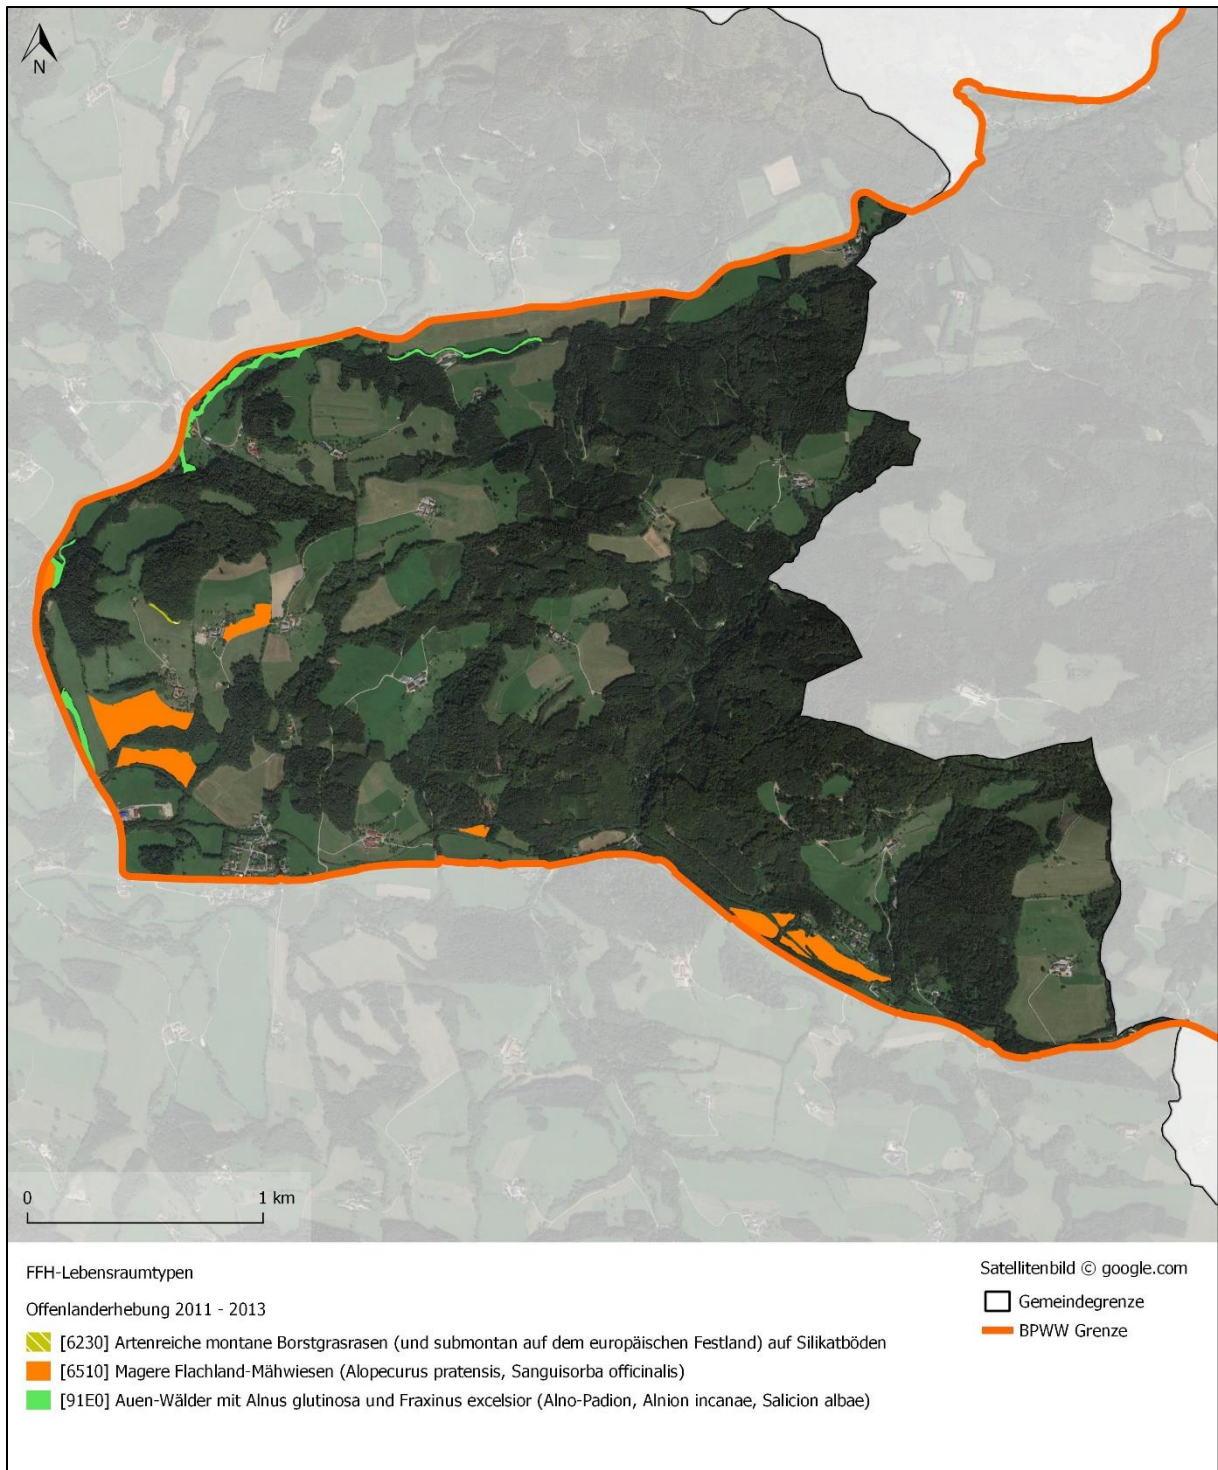 N
0 1 km
FFH-Lebensraumtypen
Offenlanderhebung 2011 - 2013
[6230] Artenreiche montane Borstgrasrasen (und submontan auf dem europäischen Festland) auf Silikatböden
[6510] Magere Flachland-Mähwiesen (Alopecurus pratensis, Sanguisorba officinalis)
[91E0] Auen-Wälder mit Alnus glutinosa und Fraxinus excelsior (Alno-Padion, Alnion incanae, Salicion albae)
Satellitenbild © google.com
Gemeindegrenze
BPWW Grenze